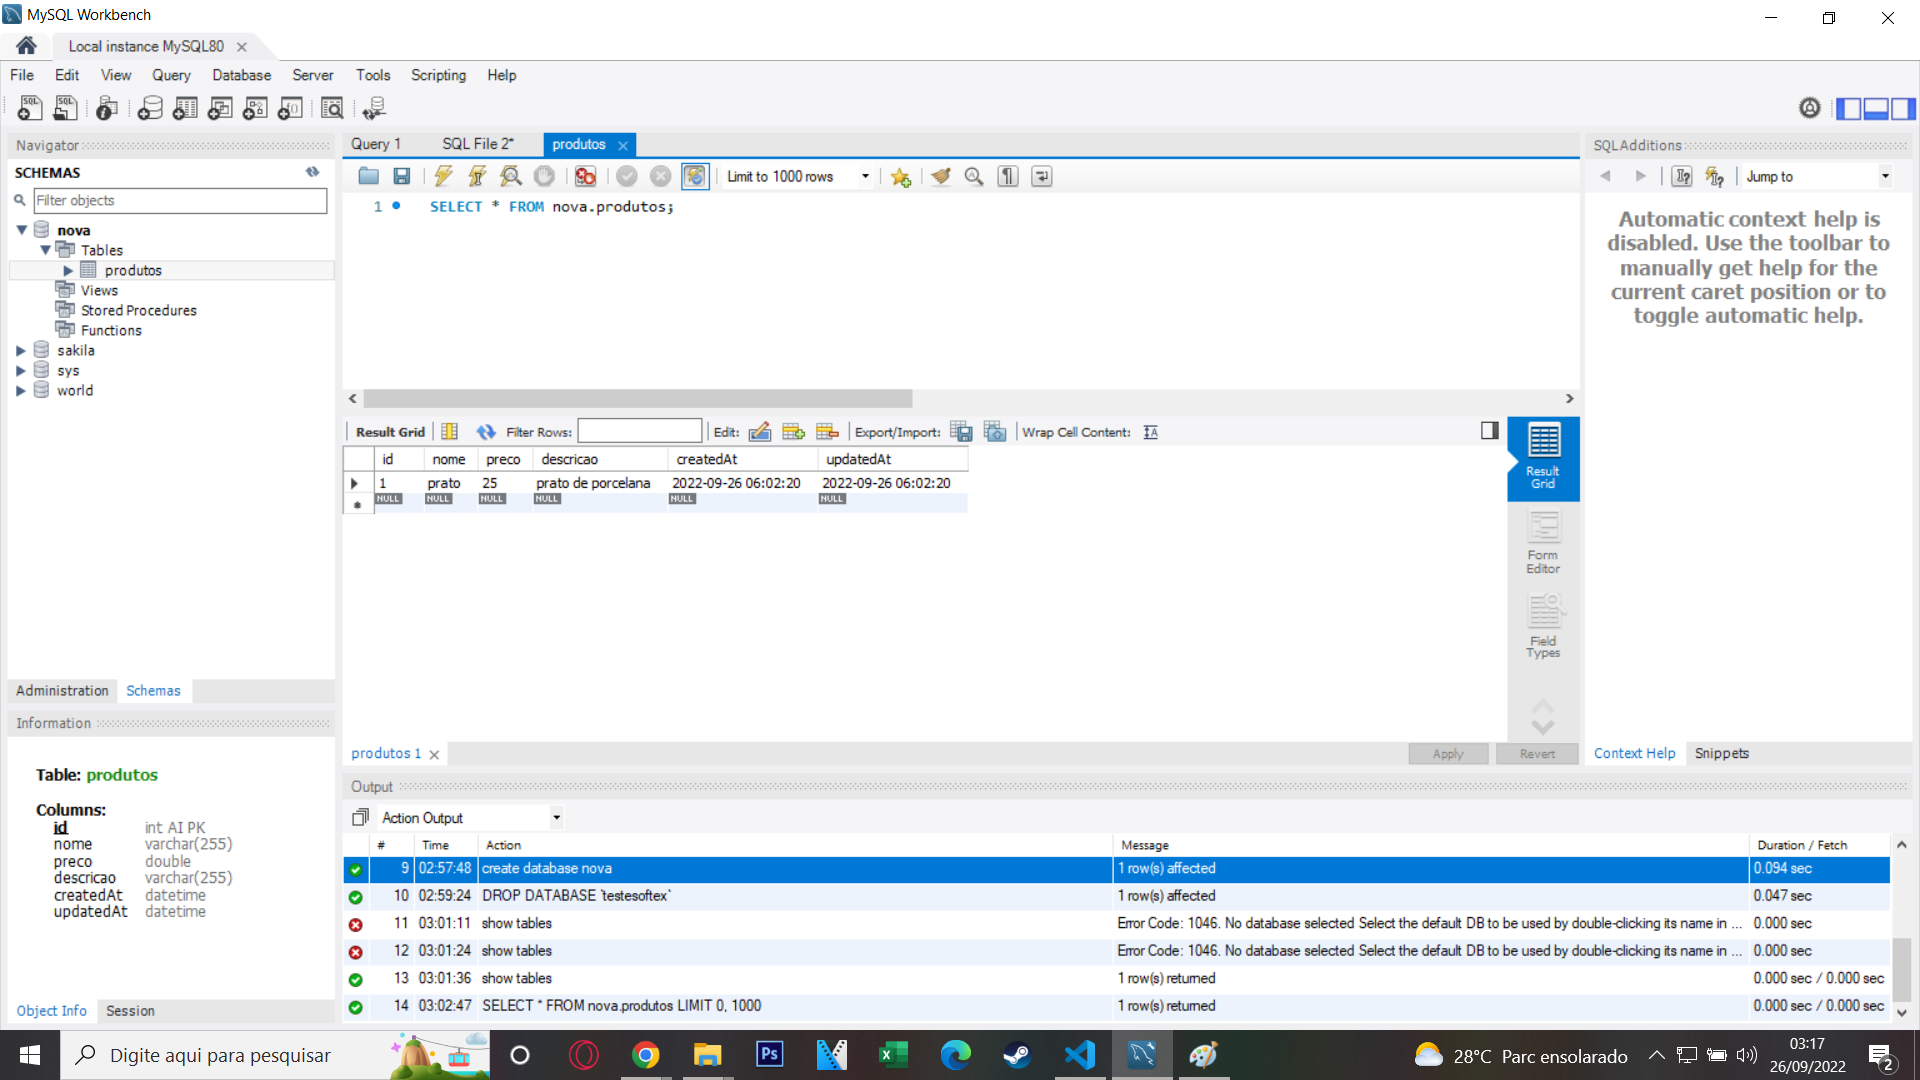 MySQL Workbench
Local instance MySQL80
File Edit View Query Database Server Tools Scripting Help
Navigator
SCHEMAS
Filter objects
nova
Tables
produtos
Views
Stored Procedures
Functions
sakila
sys
world
Administration Schemas
Information
Table: produtos
Columns:
id int AI PK
nome varchar(255)
preco double
descricao varchar(255)
createdAt datetime
updatedAt datetime
Object Info Session
Query 1 SQL File 2* produtos
Limit to 1000 rows
1 SELECT * FROM nova.produtos;
Result Grid Filter Rows: Edit: Export/Import: Wrap Cell Content:
id nome preco descricao createdAt updatedAt
1 prato 25 prato de porcelana 2022-09-26 06:02:20 2022-09-26 06:02:20
NULL NULL NULL NULL NULL NULL
Result
Grid
Form
Editor
Field
Types
produtos 1
Apply Revert
SQLAdditions
Jump to
Automatic context help is
disabled. Use the toolbar to
manually get help for the
current caret position or to
toggle automatic help.
Context Help Snippets
Output
Action Output
# Time Action Message Duration / Fetch
9 02:57:48 create database nova 1 row(s) affected 0.094 sec
10 02:59:24 DROP DATABASE `testesoftex` 1 row(s) affected 0.047 sec
11 03:01:11 show tables Error Code: 1046. No database selected Select the default DB to be used by double-clicking its name in ... 0.000 sec
12 03:01:24 show tables Error Code: 1046. No database selected Select the default DB to be used by double-clicking its name in ... 0.000 sec
13 03:01:36 show tables 1 row(s) returned 0.000 sec / 0.000 sec
14 03:02:47 SELECT * FROM nova.produtos LIMIT 0, 1000 1 row(s) returned 0.000 sec / 0.000 sec
Digite aqui para pesquisar
Ps
28°C Parc ensolarado
03:17
26/09/2022
2